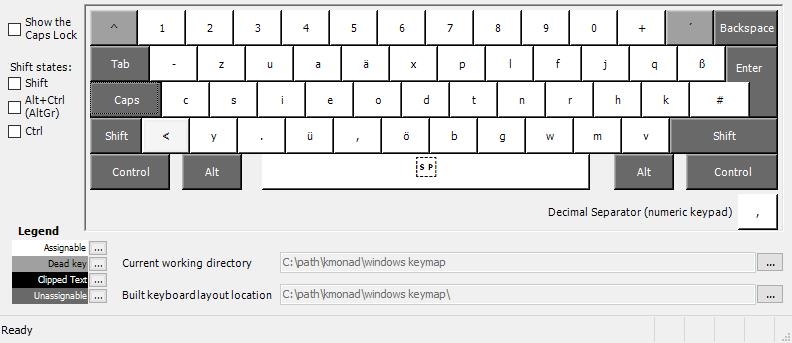 Show the
Caps Lock
Shift states:
Shift
Alt+Ctrl
(AltGr)
Ctrl
^ 1 2 3 4 5 6 7 8 9 0 + ´ Backspace
Tab - z u a ä x p l f j q ß Enter
Caps c s i e o d t n r h k #
Shift < y . ü , ö b g w m v Shift
Control Alt SP Alt Control
Decimal Separator (numeric keypad) ,
Legend
Assignable ...
Dead key ...
Clipped Text ...
Unassignable ...
Current working directory C:\path\kmonad\windows keymap ...
Built keyboard layout location C:\path\kmonad\windows keymap\ ...
Ready